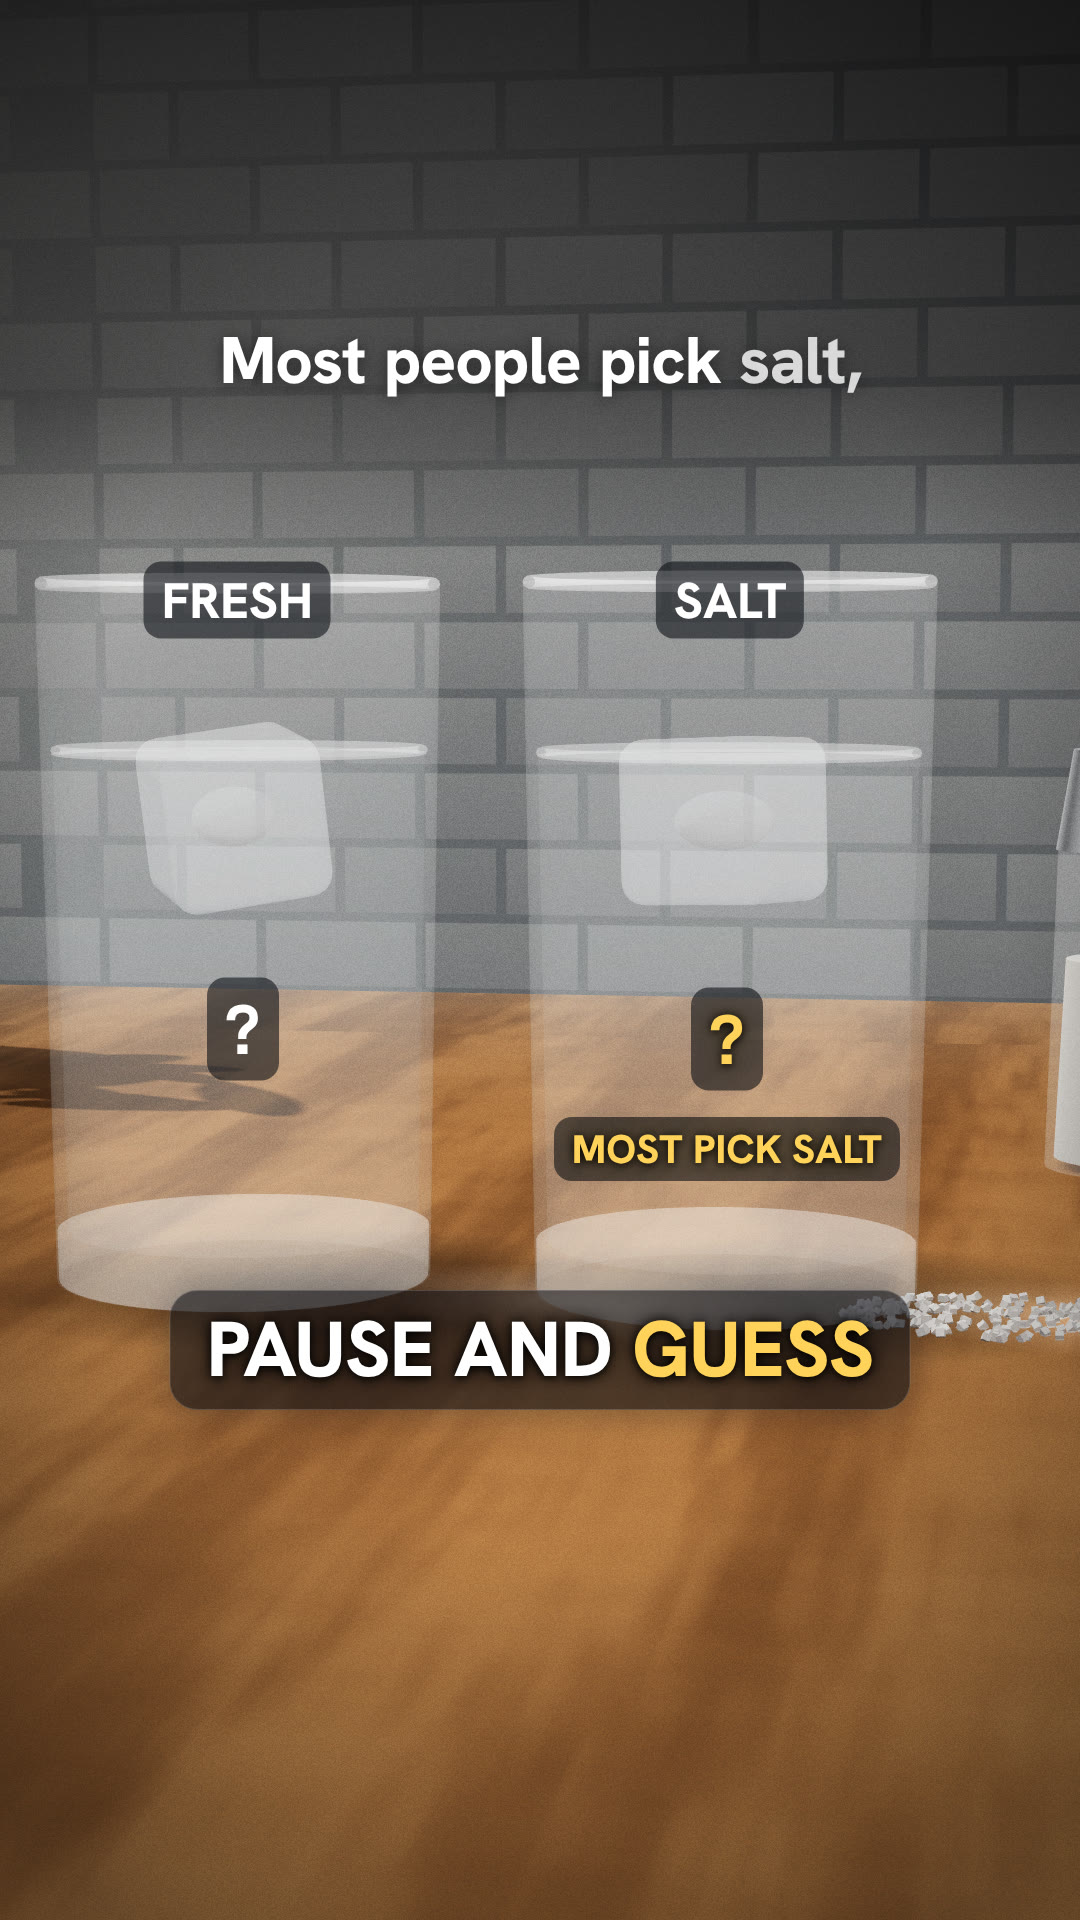 Most people pick salt,
FRESH
SALT
?
?
MOST PICK SALT
PAUSE AND GUESS